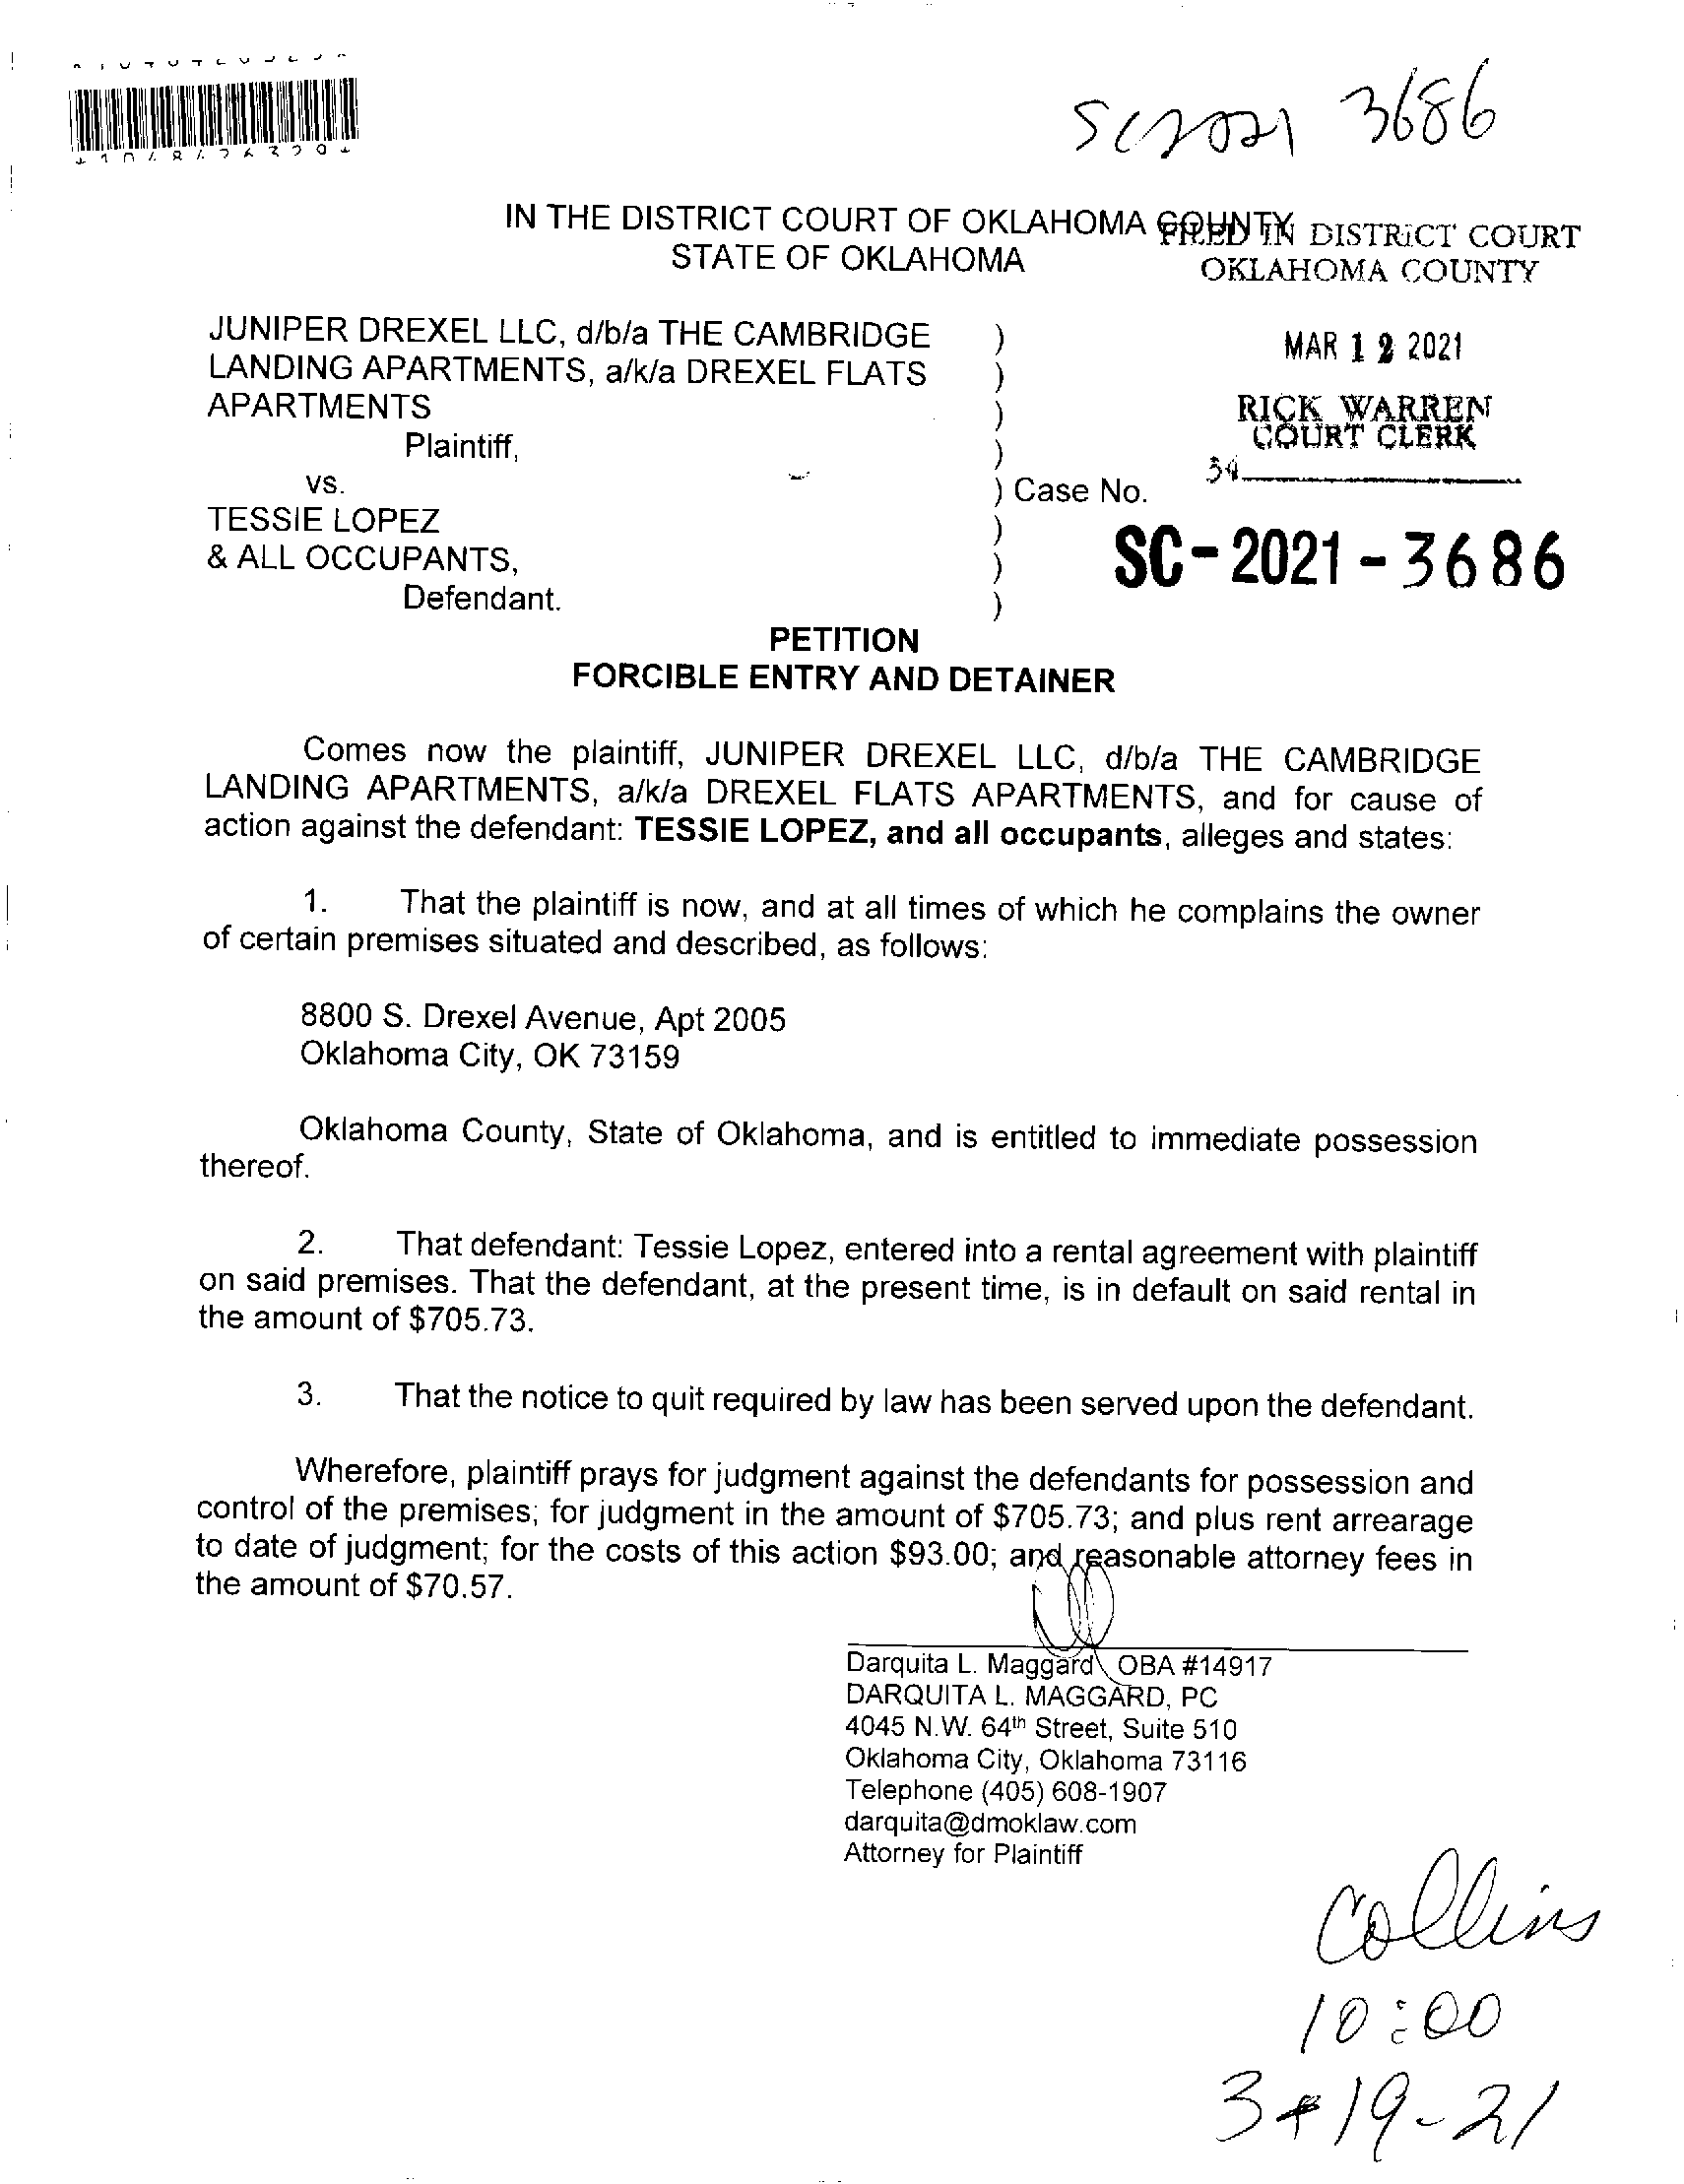 SC2021 3686
IN THE DISTRICT COURT OF OKLAHOMA COUNTY
STATE OF OKLAHOMA
FILED IN DISTRICT COURT
OKLAHOMA COUNTY
MAR 12 2021
RICK WARREN
COURT CLERK
34
JUNIPER DREXEL LLC, d/b/a THE CAMBRIDGE )
LANDING APARTMENTS, a/k/a DREXEL FLATS )
APARTMENTS )
Plaintiff, )
vs. ) Case No.
TESSIE LOPEZ )
& ALL OCCUPANTS, )
Defendant. )
SC-2021-3686
PETITION
FORCIBLE ENTRY AND DETAINER
Comes now the plaintiff, JUNIPER DREXEL LLC, d/b/a THE CAMBRIDGE
LANDING APARTMENTS, a/k/a DREXEL FLATS APARTMENTS, and for cause of
action against the defendant: TESSIE LOPEZ, and all occupants, alleges and states:
1. That the plaintiff is now, and at all times of which he complains the owner
of certain premises situated and described, as follows:
8800 S. Drexel Avenue, Apt 2005
Oklahoma City, OK 73159
Oklahoma County, State of Oklahoma, and is entitled to immediate possession
thereof.
2. That defendant: Tessie Lopez, entered into a rental agreement with plaintiff
on said premises. That the defendant, at the present time, is in default on said rental in
the amount of $705.73.
3. That the notice to quit required by law has been served upon the defendant.
Wherefore, plaintiff prays for judgment against the defendants for possession and
control of the premises; for judgment in the amount of $705.73; and plus rent arrearage
to date of judgment; for the costs of this action $93.00; and reasonable attorney fees in
the amount of $70.57.
Darquita L. Maggard OBA #14917
DARQUITA L. MAGGARD, PC
4045 N.W. 64th Street, Suite 510
Oklahoma City, Oklahoma 73116
Telephone (405) 608-1907
darquita@dmoklaw.com
Attorney for Plaintiff
Collins
10:00
3-19-21